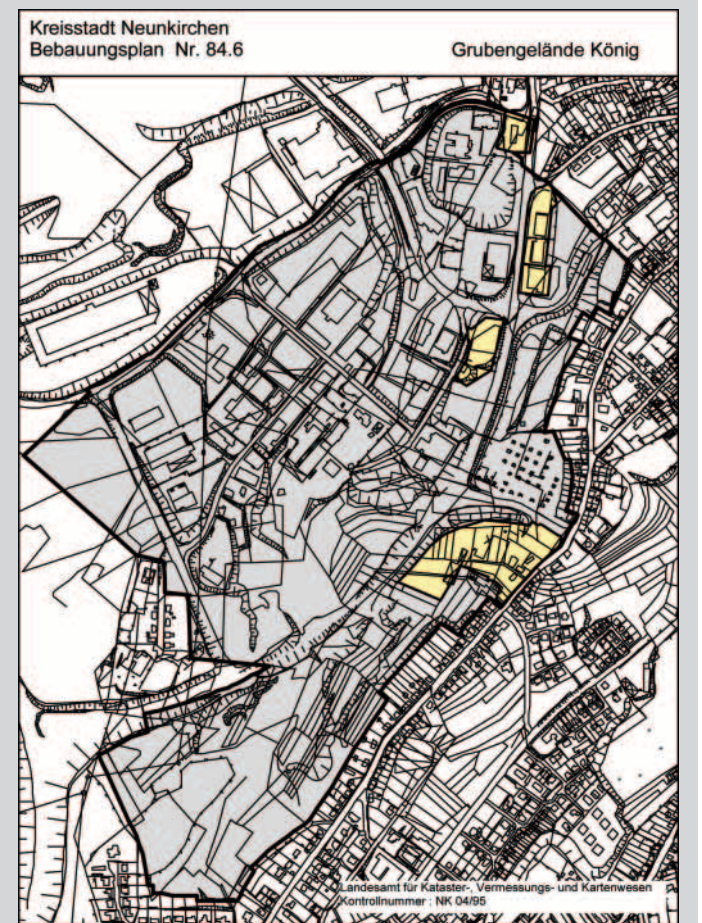 Kreisstadt Neunkirchen
Bebauungsplan Nr. 84.6
Grubengelände König
Landesamt für Kataster-, Vermessungs- und Kartenwesen
Kontrollnummer : NK 04/95